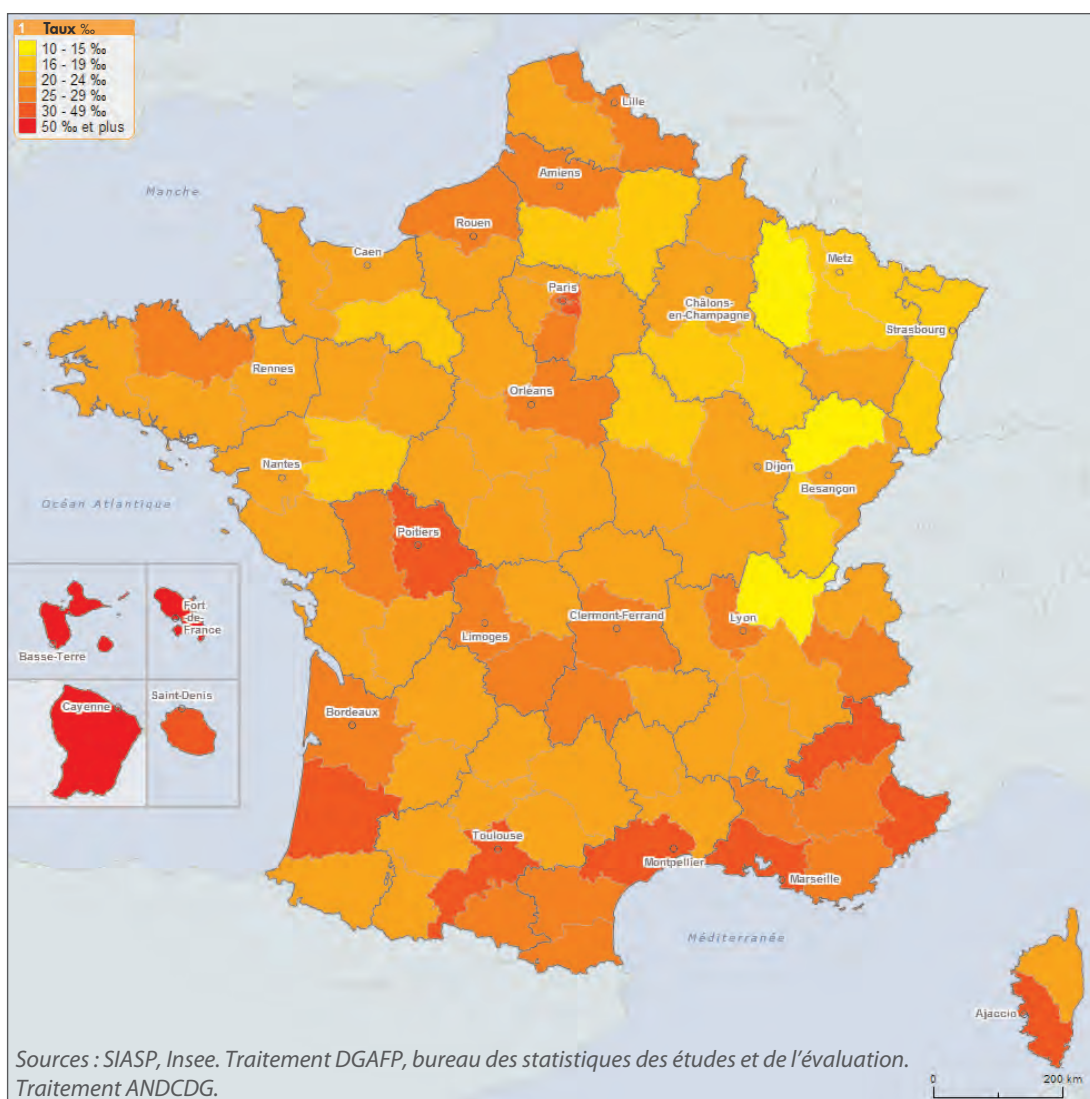 1 Taux ‰
10 - 15 ‰
16 - 19 ‰
20 - 24 ‰
25 - 29 ‰
30 - 49 ‰
50 ‰ et plus
Lille
Manche
Amiens
Rouen
Caen
Metz
Paris
Châlons-
en-Champagne
Strasbourg
Rennes
Orléans
Nantes
Dijon
Besançon
Océan Atlantique
Poitiers
Fort
-de-
France
Basse-Terre
Clermont-Ferrand
Lyon
Limoges
Saint-Denis
Cayenne
Bordeaux
Toulouse
Montpellier
Marseille
Méditerranée
Ajaccio
Sources : SIASP, Insee. Traitement DGAFP, bureau des statistiques des études et de l’évaluation.
Traitement ANDCDG.
0 200 km